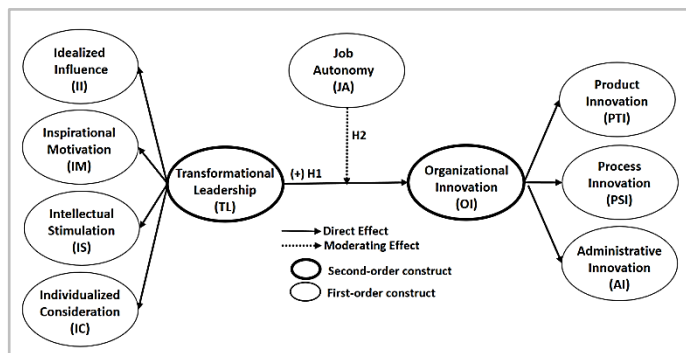 Idealized
Influence
(II)
Inspirational
Motivation
(IM)
Intellectual
Stimulation
(IS)
Individualized
Consideration
(IC)
Transformational
Leadership
(TL)
Job
Autonomy
(JA)
H2
(+) H1
Organizational
Innovation
(OI)
Product
Innovation
(PTI)
Process
Innovation
(PSI)
Administrative
Innovation
(AI)
Direct Effect
Moderating Effect
Second-order construct
First-order construct